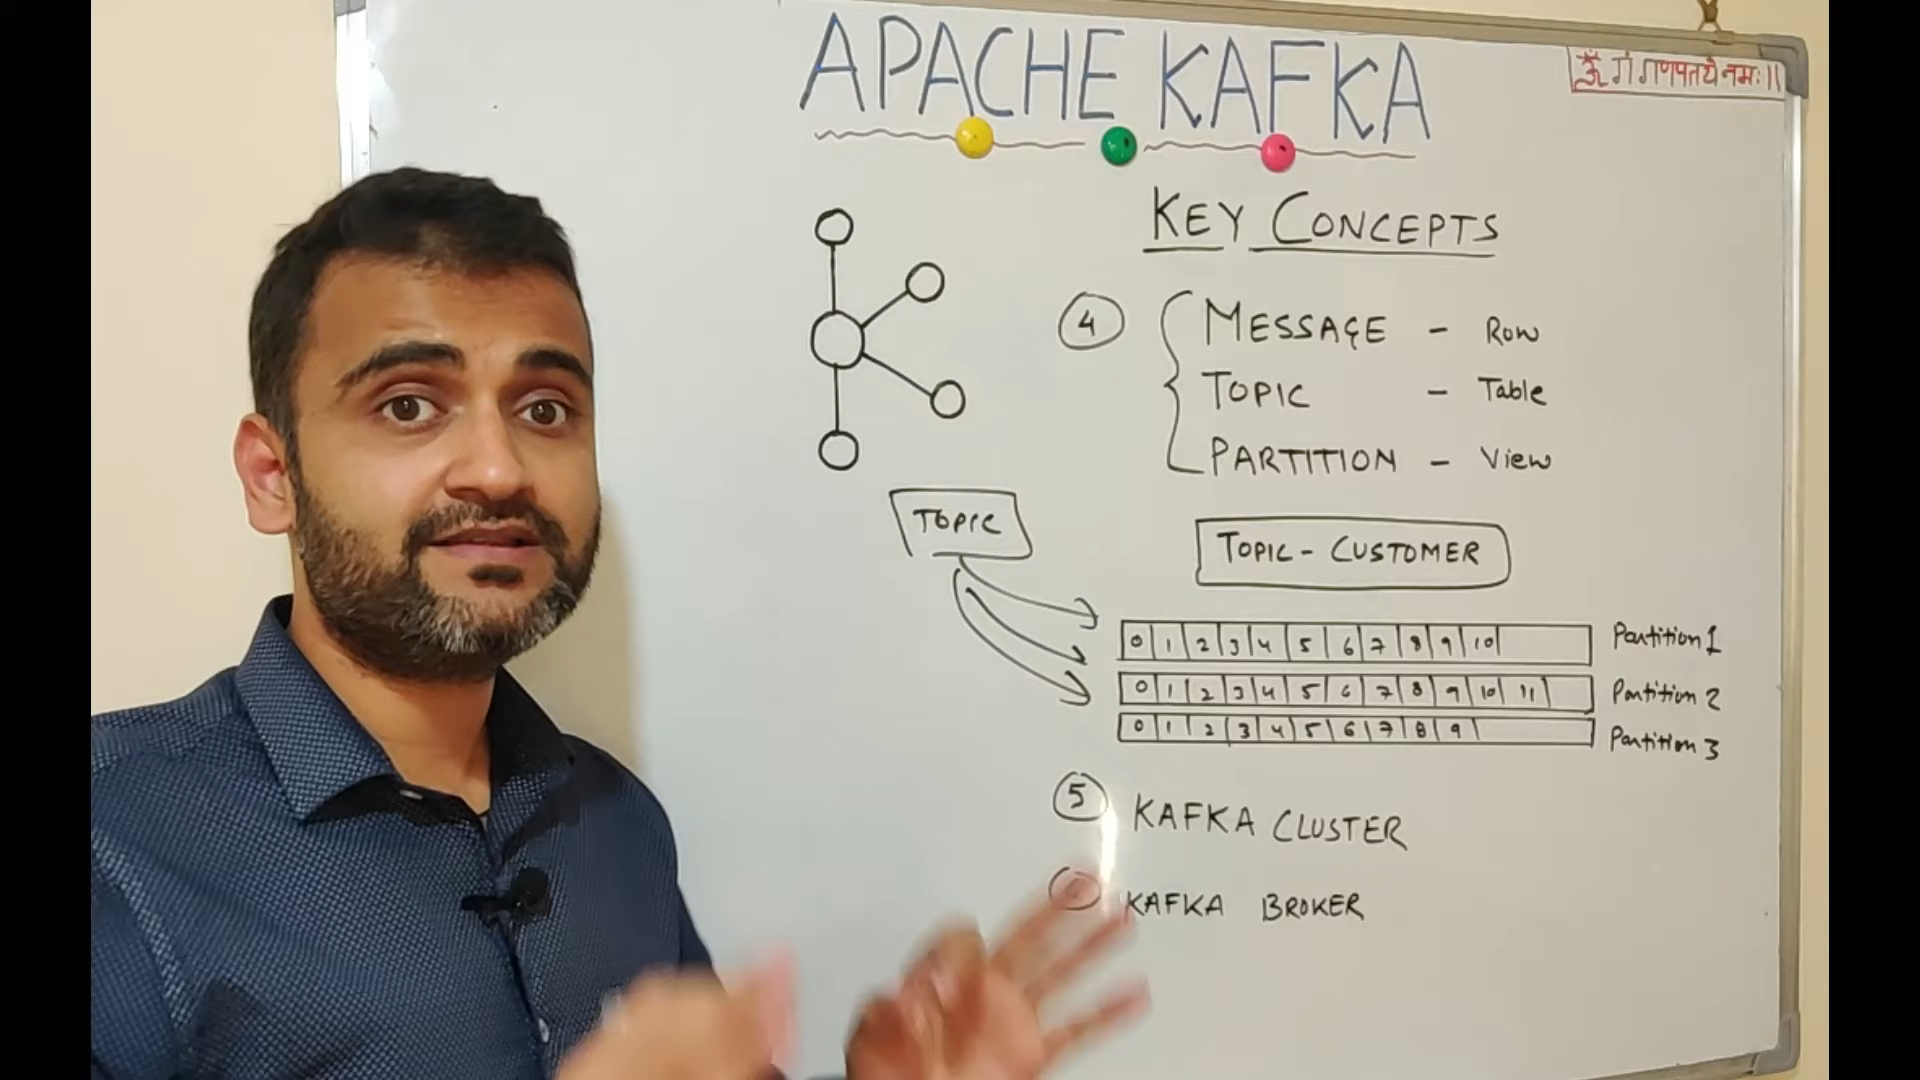 APACHE KAFKA
ॐ गं गणपतये नमः ||
KEY CONCEPTS
4
MESSAGE - Row
TOPIC - Table
PARTITION - View
TOPIC
TOPIC - CUSTOMER
0 1 2 3 4 5 6 7 8 9 10 Partition 1
0 1 2 3 4 5 6 7 8 9 10 11 Partition 2
0 1 2 3 4 5 6 7 8 9 Partition 3
5 KAFKA CLUSTER
KAFKA BROKER